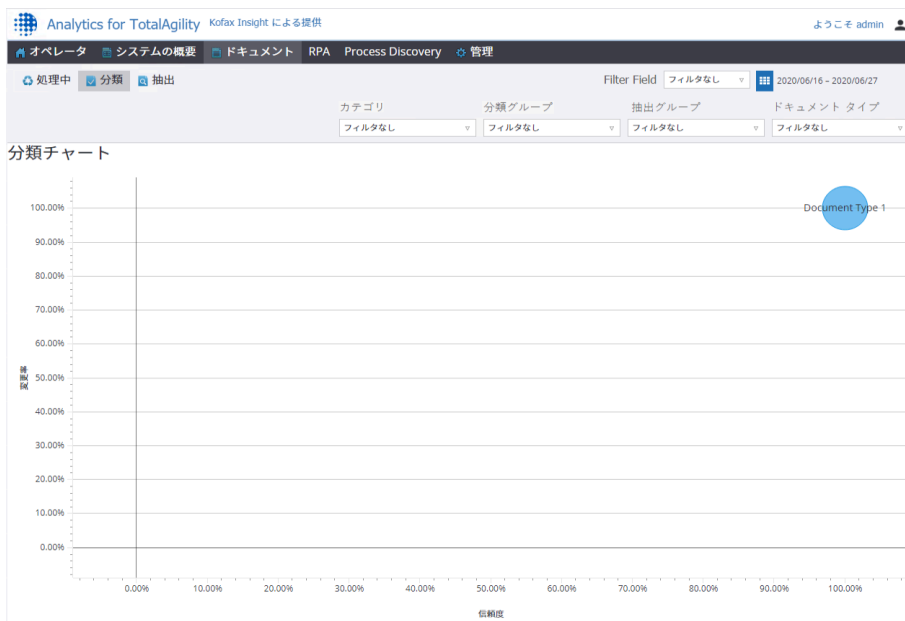 Analytics for TotalAgility Kofax Insight による提供 ようこそ admin
オペレータ システムの概要 ドキュメント RPA Process Discovery 管理
処理中 分類 抽出 Filter Field フィルタなし 2020/06/16 - 2020/06/27
カテゴリ 分類グループ 抽出グループ ドキュメント タイプ
フィルタなし フィルタなし フィルタなし フィルタなし
分類チャート
100.00% Document Type 1
90.00%
80.00%
70.00%
60.00%
変更率
50.00%
40.00%
30.00%
20.00%
10.00%
0.00%
0.00% 10.00% 20.00% 30.00% 40.00% 50.00% 60.00% 70.00% 80.00% 90.00% 100.00%
信頼度